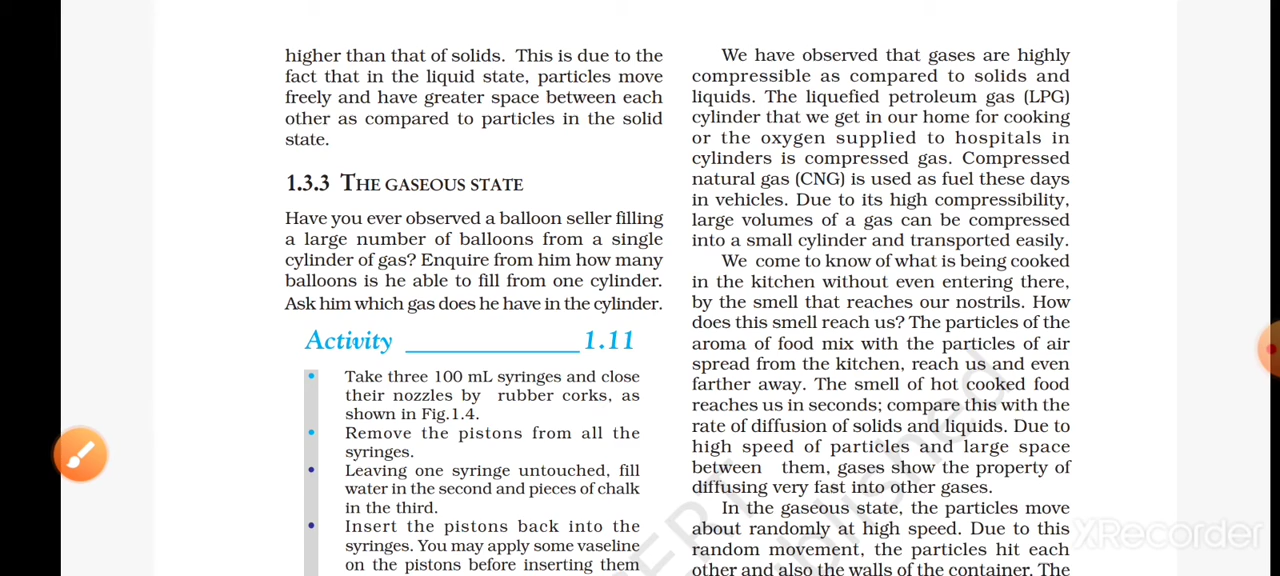 higher than that of solids. This is due to the
fact that in the liquid state, particles move
freely and have greater space between each
other as compared to particles in the solid
state.
1.3.3 THE GASEOUS STATE
Have you ever observed a balloon seller filling
a large number of balloons from a single
cylinder of gas? Enquire from him how many
balloons is he able to fill from one cylinder.
Ask him which gas does he have in the cylinder.
Activity ____________ 1.11
• Take three 100 mL syringes and close
their nozzles by rubber corks, as
shown in Fig.1.4.
• Remove the pistons from all the
syringes.
• Leaving one syringe untouched, fill
water in the second and pieces of chalk
in the third.
• Insert the pistons back into the
syringes. You may apply some vaseline
on the pistons before inserting them
We have observed that gases are highly
compressible as compared to solids and
liquids. The liquefied petroleum gas (LPG)
cylinder that we get in our home for cooking
or the oxygen supplied to hospitals in
cylinders is compressed gas. Compressed
natural gas (CNG) is used as fuel these days
in vehicles. Due to its high compressibility,
large volumes of a gas can be compressed
into a small cylinder and transported easily.
We come to know of what is being cooked
in the kitchen without even entering there,
by the smell that reaches our nostrils. How
does this smell reach us? The particles of the
aroma of food mix with the particles of air
spread from the kitchen, reach us and even
farther away. The smell of hot cooked food
reaches us in seconds; compare this with the
rate of diffusion of solids and liquids. Due to
high speed of particles and large space
between them, gases show the property of
diffusing very fast into other gases.
In the gaseous state, the particles move
about randomly at high speed. Due to this
random movement, the particles hit each
other and also the walls of the container. The
XRecorder